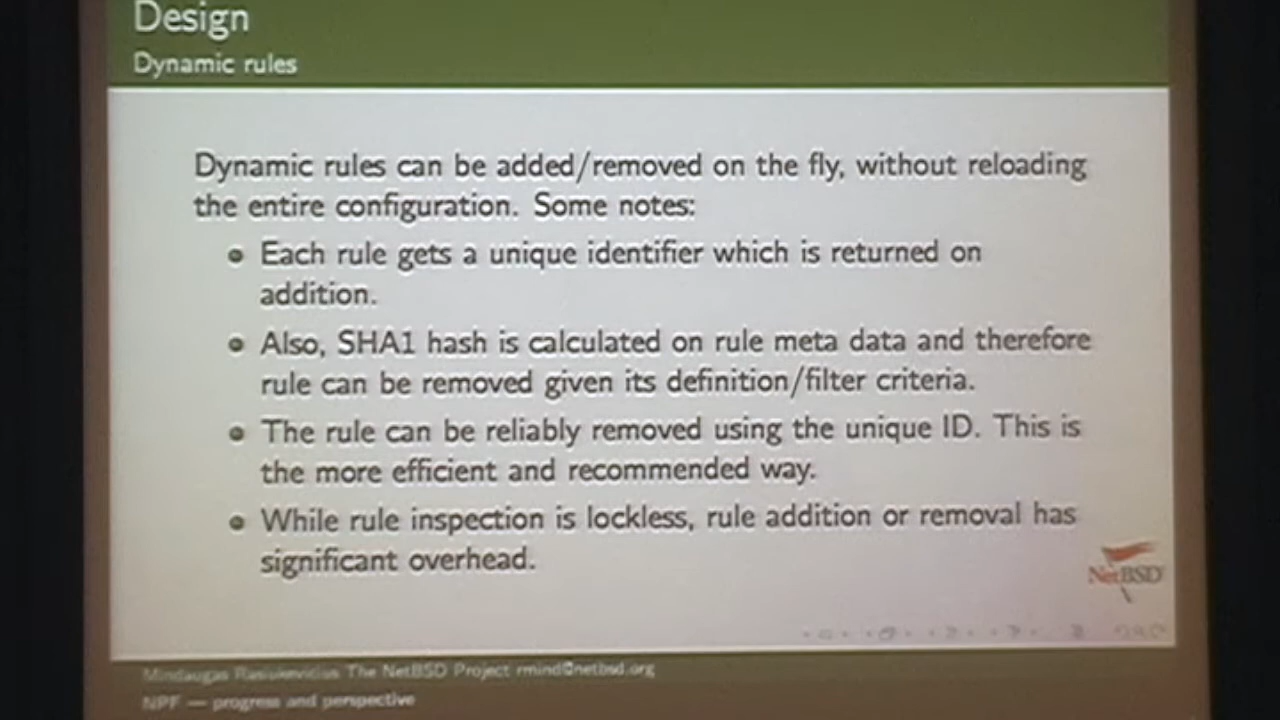 Design
Dynamic rules
Dynamic rules can be added/removed on the fly, without reloading
the entire configuration. Some notes:
Each rule gets a unique identifier which is returned on
addition.
Also, SHA1 hash is calculated on rule meta data and therefore
rule can be removed given its definition/filter criteria.
The rule can be reliably removed using the unique ID. This is
the more efficient and recommended way.
While rule inspection is lockless, rule addition or removal has
significant overhead.
NetBSD
Mindaugas Rasiukevicius The NetBSD Project rmind@netbsd.org
NPF — progress and perspective